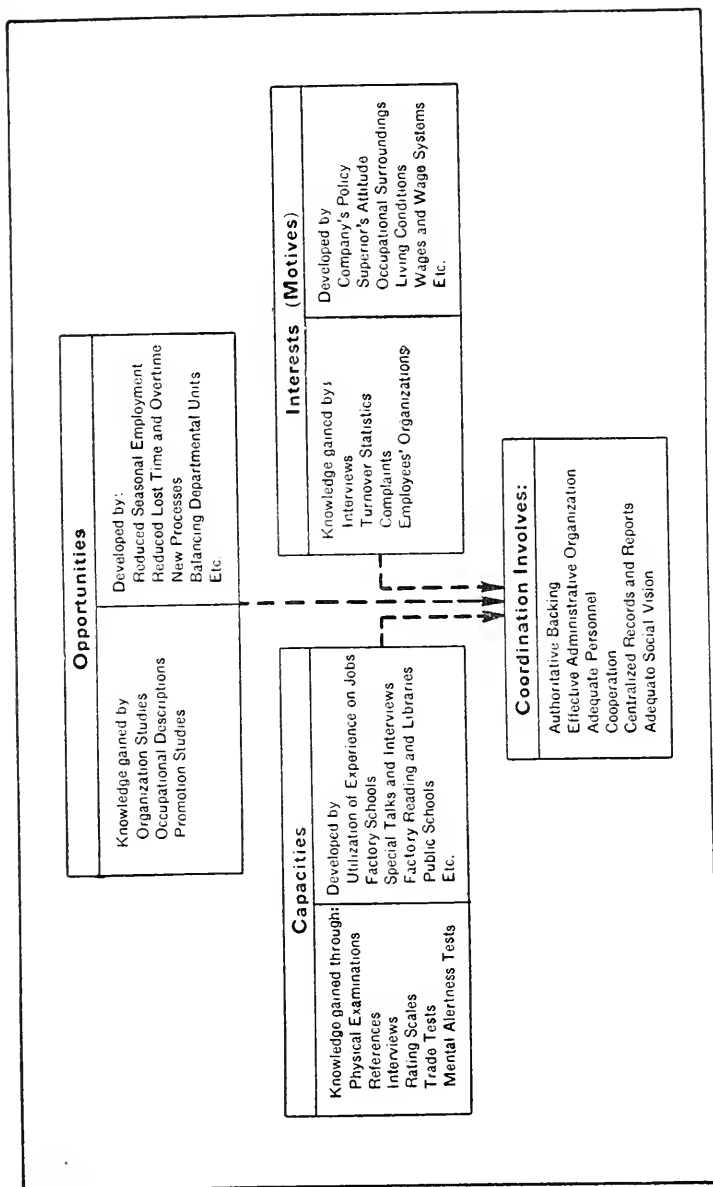 Opportunities
Knowledge gained by
Organization Studies
Occupational Descriptions
Promotion Studies
Developed by:
Reduced Seasonal Employment
Reduced Lost Time and Overtime
New Processes
Balancing Departmental Units
Etc.
Capacities
Knowledge gained through:
Physical Examinations
References
Interviews
Rating Scales
Trade Tests
Mental Alertness Tests
Developed by
Utilization of Experience on Jobs
Factory Schools
Special Talks and Interviews
Factory Reading and Libraries
Public Schools
Etc.
Interests (Motives)
Knowledge gained by:
Interviews
Turnover Statistics
Complaints
Employees' Organizations
Developed by
Company's Policy
Superior's Attitude
Occupational Surroundings
Living Conditions
Wages and Wage Systems
Etc.
Coordination Involves:
Authoritative Backing
Effective Administrative Organization
Adequate Personnel
Cooperation
Centralized Records and Reports
Adequate Social Vision